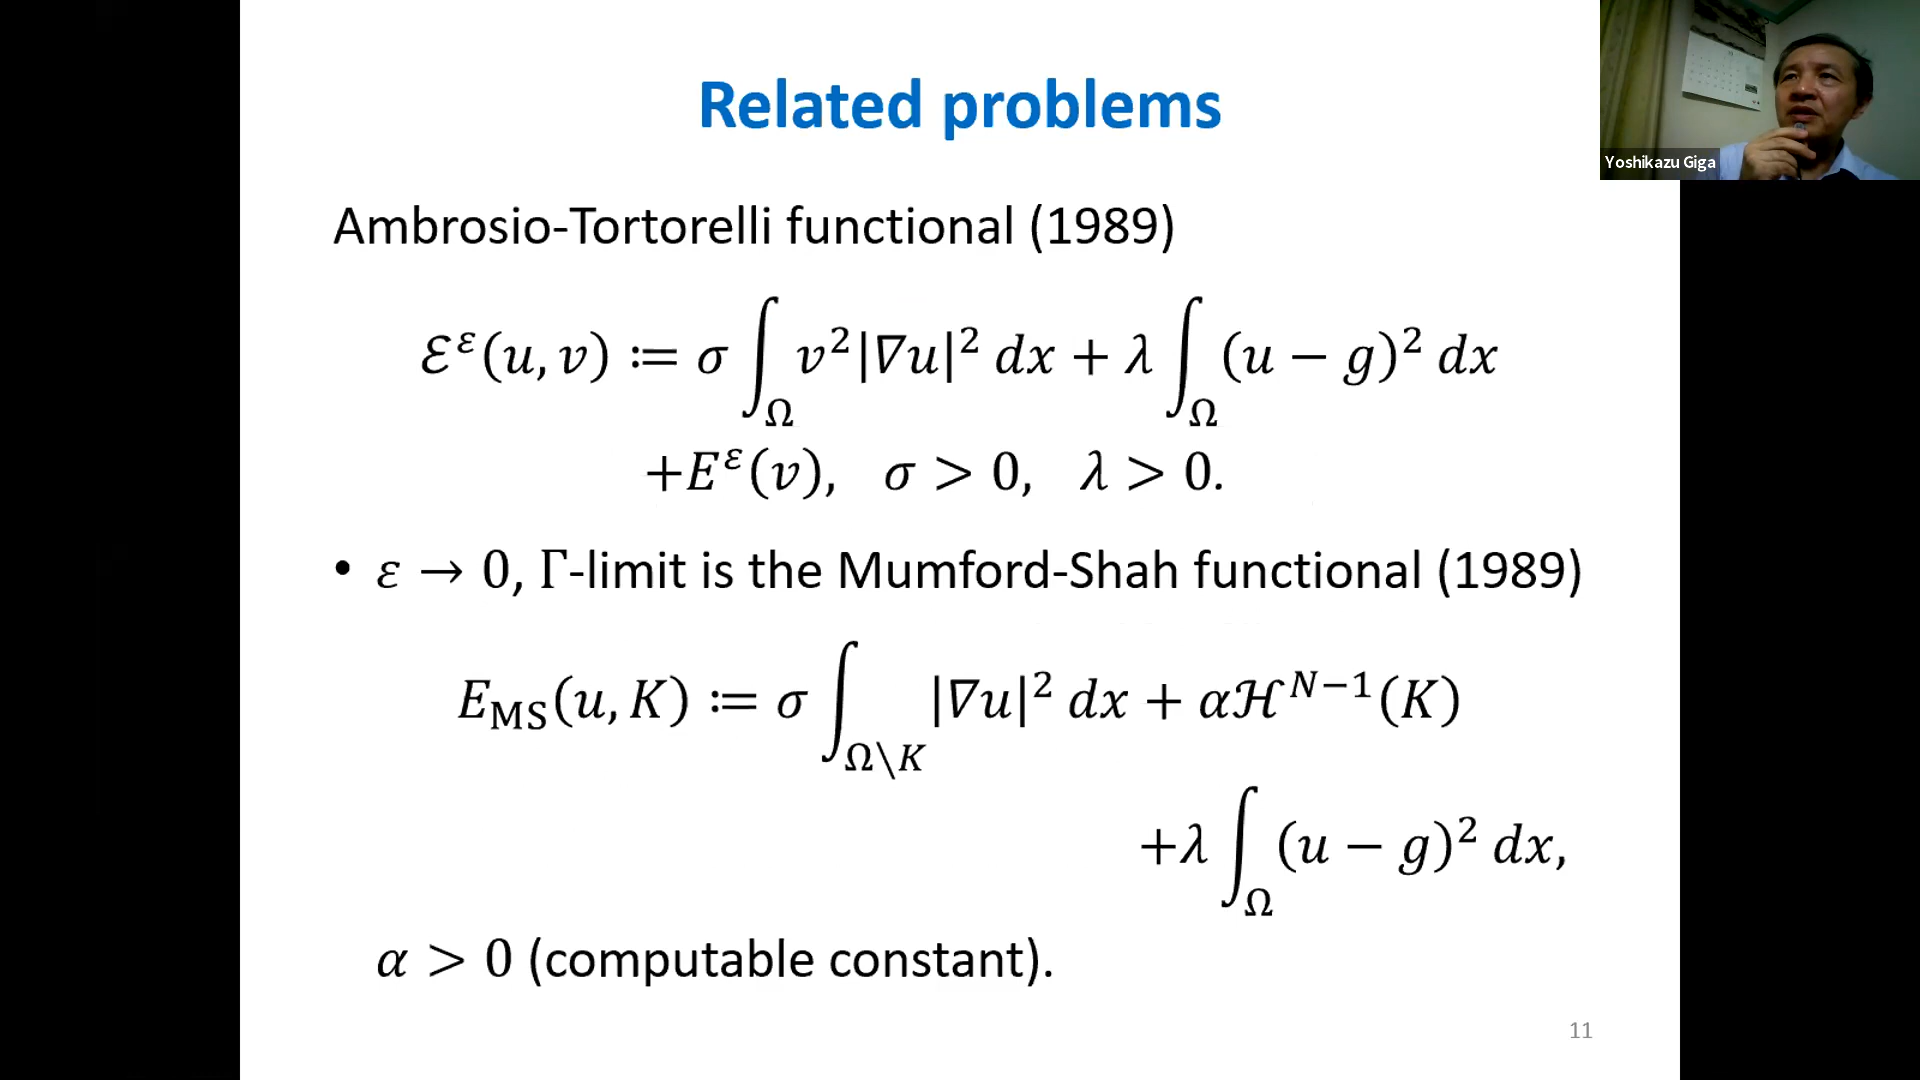 Related problems
Yoshikazu Giga
Ambrosio-Tortorelli functional (1989)
ℰ^ε(u, v) ≔ σ ∫_Ω v²|∇u|² dx + λ ∫_Ω (u − g)² dx
+E^ε(v), σ > 0, λ > 0.
• ε → 0, Γ-limit is the Mumford-Shah functional (1989)
E_MS(u, K) ≔ σ ∫_{Ω\K} |∇u|² dx + αℋ^{N−1}(K)
+λ ∫_Ω (u − g)² dx,
α > 0 (computable constant).
11